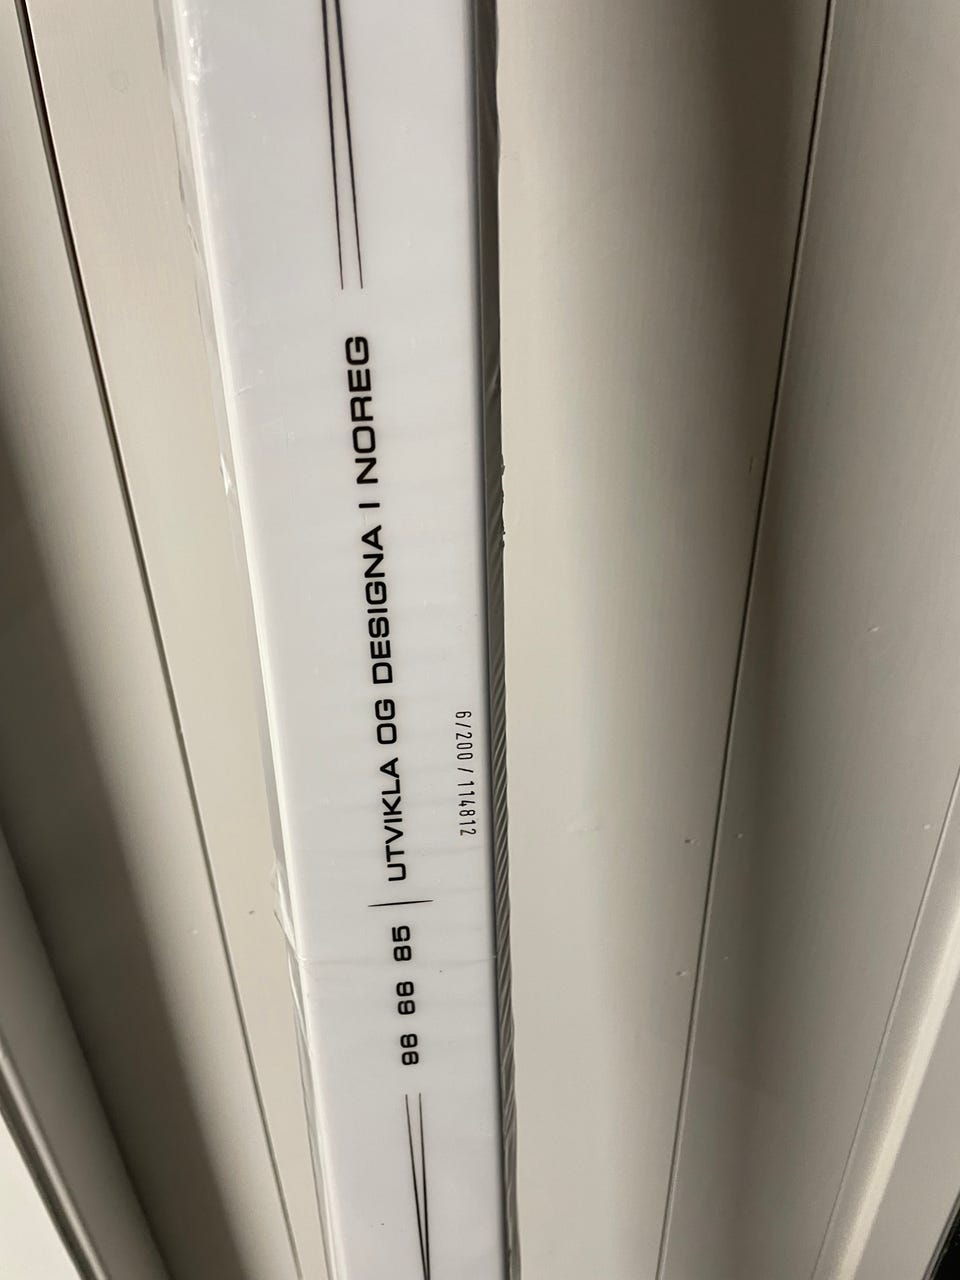 98 66 85 | UTVIKLA OG DESIGNA I NOREG
6/200 / 114812